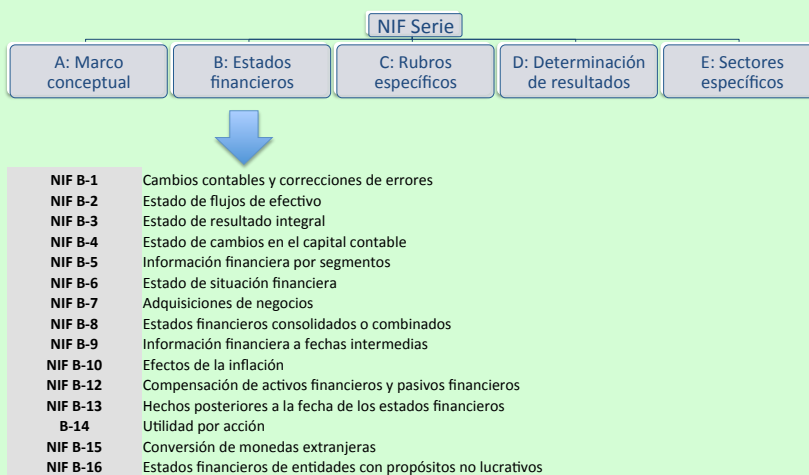 NIF Serie
A: Marco
conceptual
B: Estados
financieros
C: Rubros
específicos
D: Determinación
de resultados
E: Sectores
específicos
NIF B-1 Cambios contables y correcciones de errores
NIF B-2 Estado de flujos de efectivo
NIF B-3 Estado de resultado integral
NIF B-4 Estado de cambios en el capital contable
NIF B-5 Información financiera por segmentos
NIF B-6 Estado de situación financiera
NIF B-7 Adquisiciones de negocios
NIF B-8 Estados financieros consolidados o combinados
NIF B-9 Información financiera a fechas intermedias
NIF B-10 Efectos de la inflación
NIF B-12 Compensación de activos financieros y pasivos financieros
NIF B-13 Hechos posteriores a la fecha de los estados financieros
B-14 Utilidad por acción
NIF B-15 Conversión de monedas extranjeras
NIF B-16 Estados financieros de entidades con propósitos no lucrativos